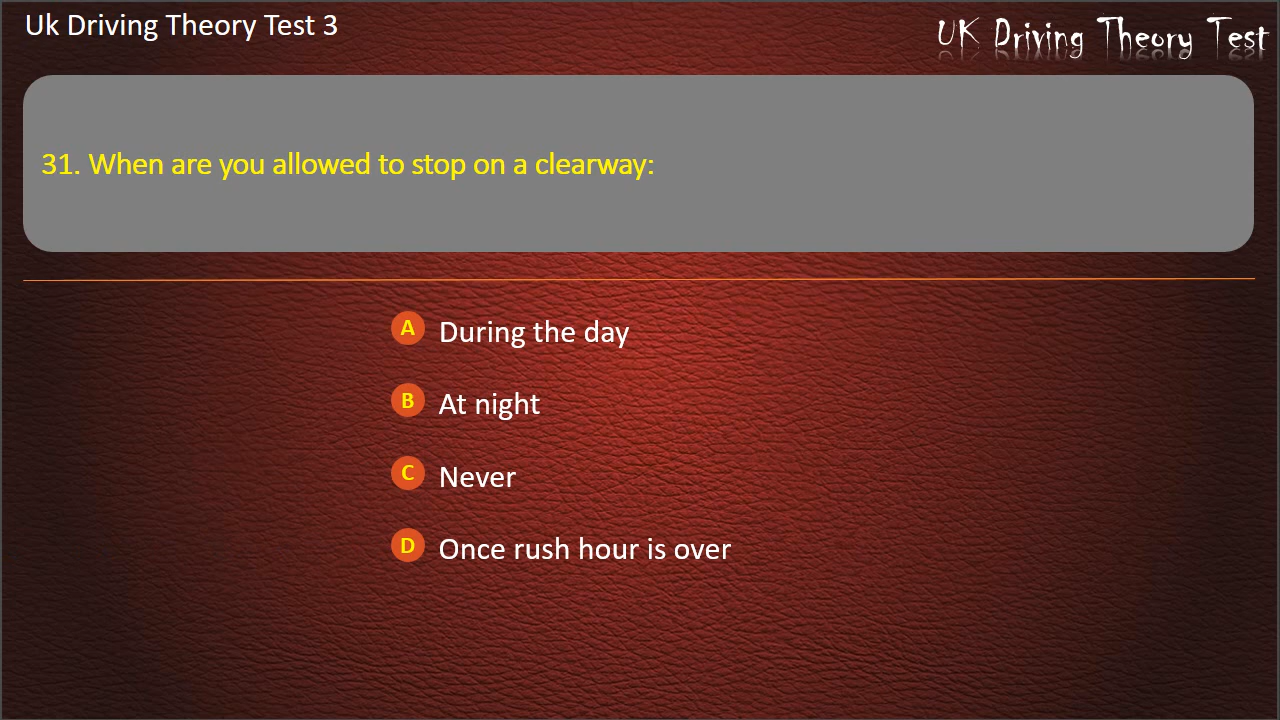 Uk Driving Theory Test 3
UK Driving Theory Test
31. When are you allowed to stop on a clearway:
A During the day
B At night
C Never
D Once rush hour is over